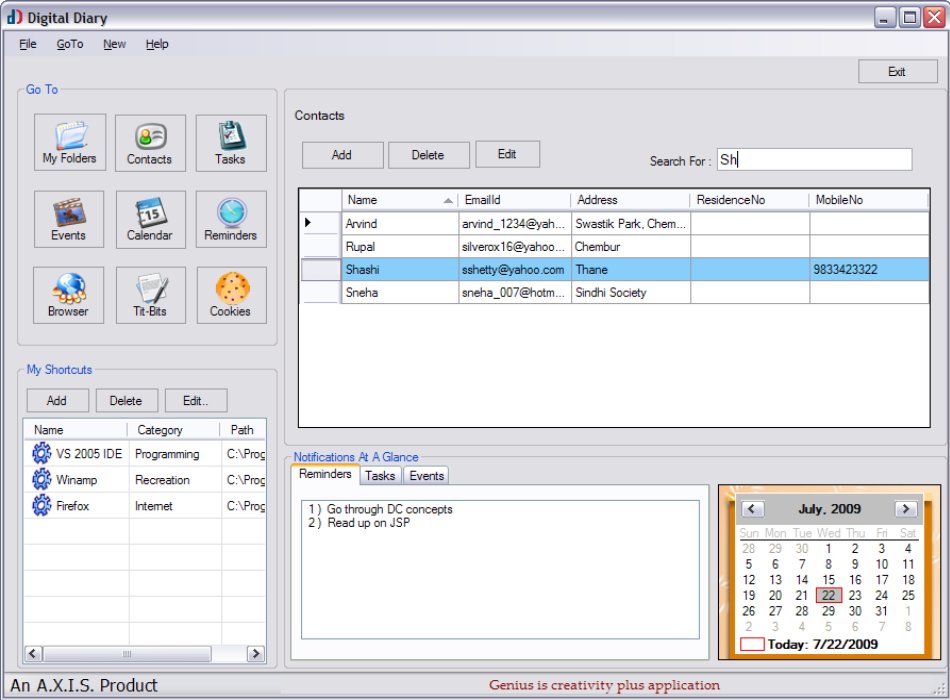 Digital Diary
File GoTo New Help
Exit
Go To
My Folders Contacts Tasks
Events Calendar Reminders
Browser Tit-Bits Cookies
My Shortcuts
Add Delete Edit..
Name Category Path
VS 2005 IDE Programming C:\Prog
Winamp Recreation C:\Prog
Firefox Internet C:\Prog
Contacts
Add Delete Edit
Search For : Sh
Name EmailId Address ResidenceNo MobileNo
Arvind arvind_1234@yah... Swastik Park, Chem...
Rupal silverox16@yahoo... Chembur
Shashi sshetty@yahoo.com Thane 9833423322
Sneha sneha_007@hotm... Sindhi Society
Notifications At A Glance
Reminders Tasks Events
1 ) Go through DC concepts
2 ) Read up on JSP
July, 2009
Sun Mon Tue Wed Thu Fri Sat
28 29 30 1 2 3 4
5 6 7 8 9 10 11
12 13 14 15 16 17 18
19 20 21 22 23 24 25
26 27 28 29 30 31 1
2 3 4 5 6 7 8
Today: 7/22/2009
An A.X.I.S. Product
Genius is creativity plus application